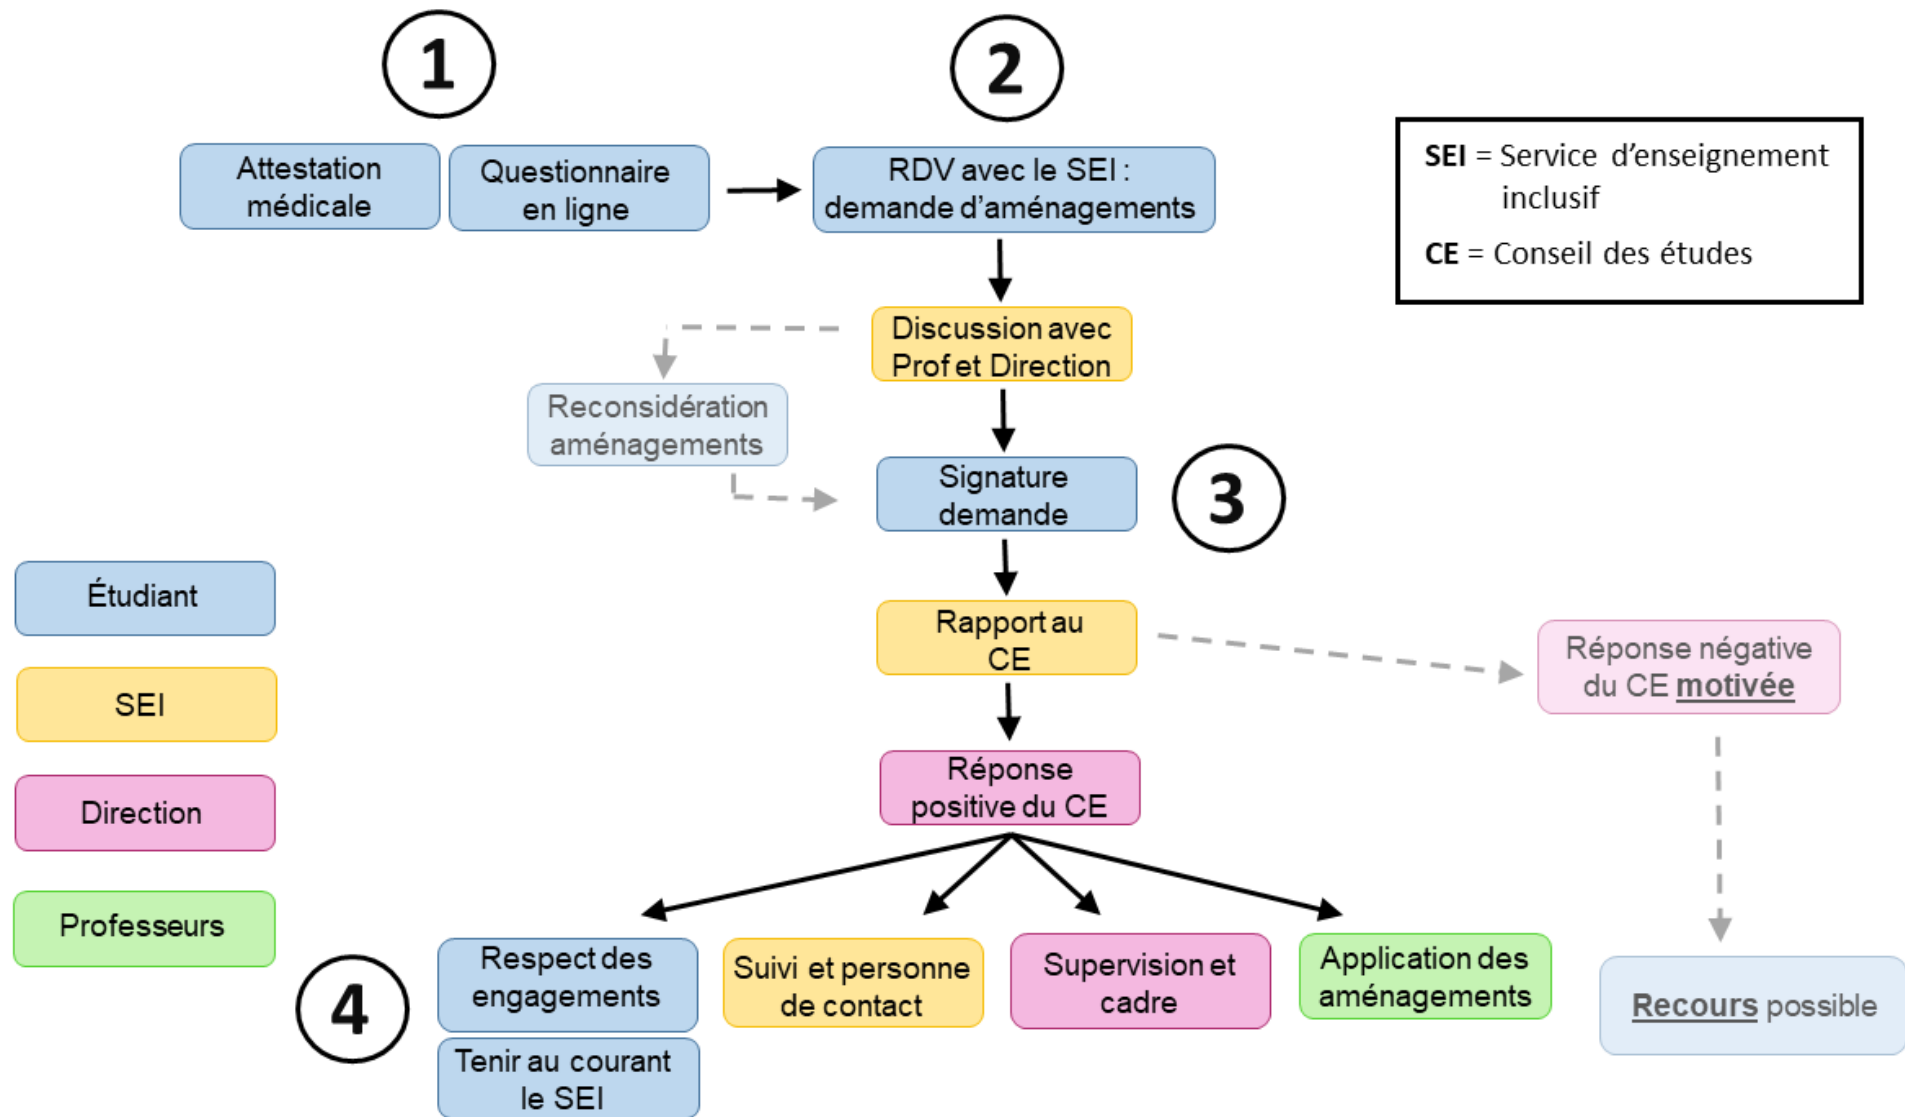 1
2
Attestation
médicale
Questionnaire
en ligne
RDV avec le SEI :
demande d'aménagements
SEI = Service d'enseignement
inclusif
CE = Conseil des études
Discussion avec
Prof et Direction
Reconsidération
aménagements
Signature
demande
3
Étudiant
SEI
Direction
Professeurs
Rapport au
CE
Réponse négative
du CE motivée
Réponse
positive du CE
4
Respect des
engagements
Tenir au courant
le SEI
Suivi et personne
de contact
Supervision et
cadre
Application des
aménagements
Recours possible